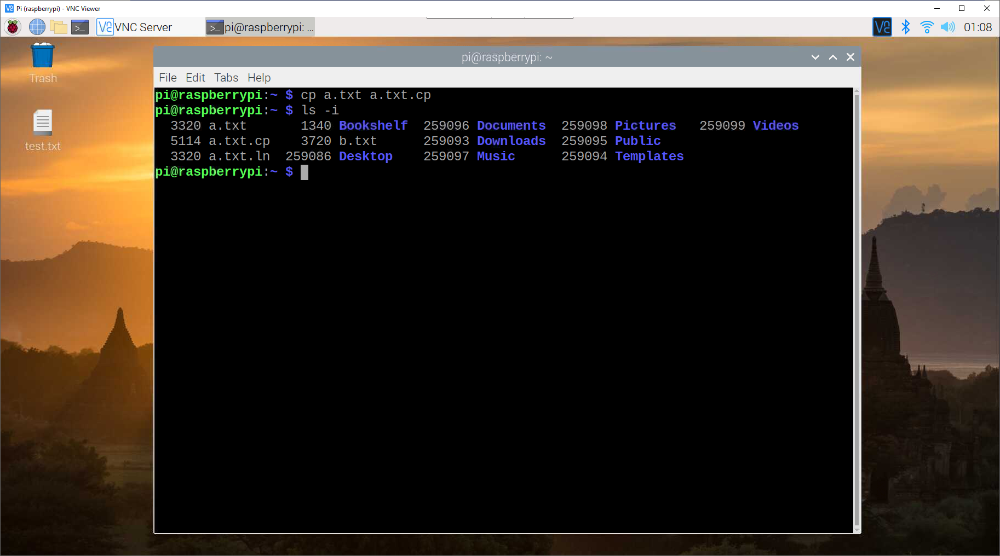 Pi (raspberrypi) - VNC Viewer
VNC Server
pi@raspberrypi: ...
01:08
Trash
test.txt
pi@raspberrypi: ~
File Edit Tabs Help
pi@raspberrypi:~ $ cp a.txt a.txt.cp
pi@raspberrypi:~ $ ls -i
3320 a.txt 1340 Bookshelf 259096 Documents 259098 Pictures 259099 Videos
5114 a.txt.cp 3720 b.txt 259093 Downloads 259095 Public
3320 a.txt.ln 259086 Desktop 259097 Music 259094 Templates
pi@raspberrypi:~ $